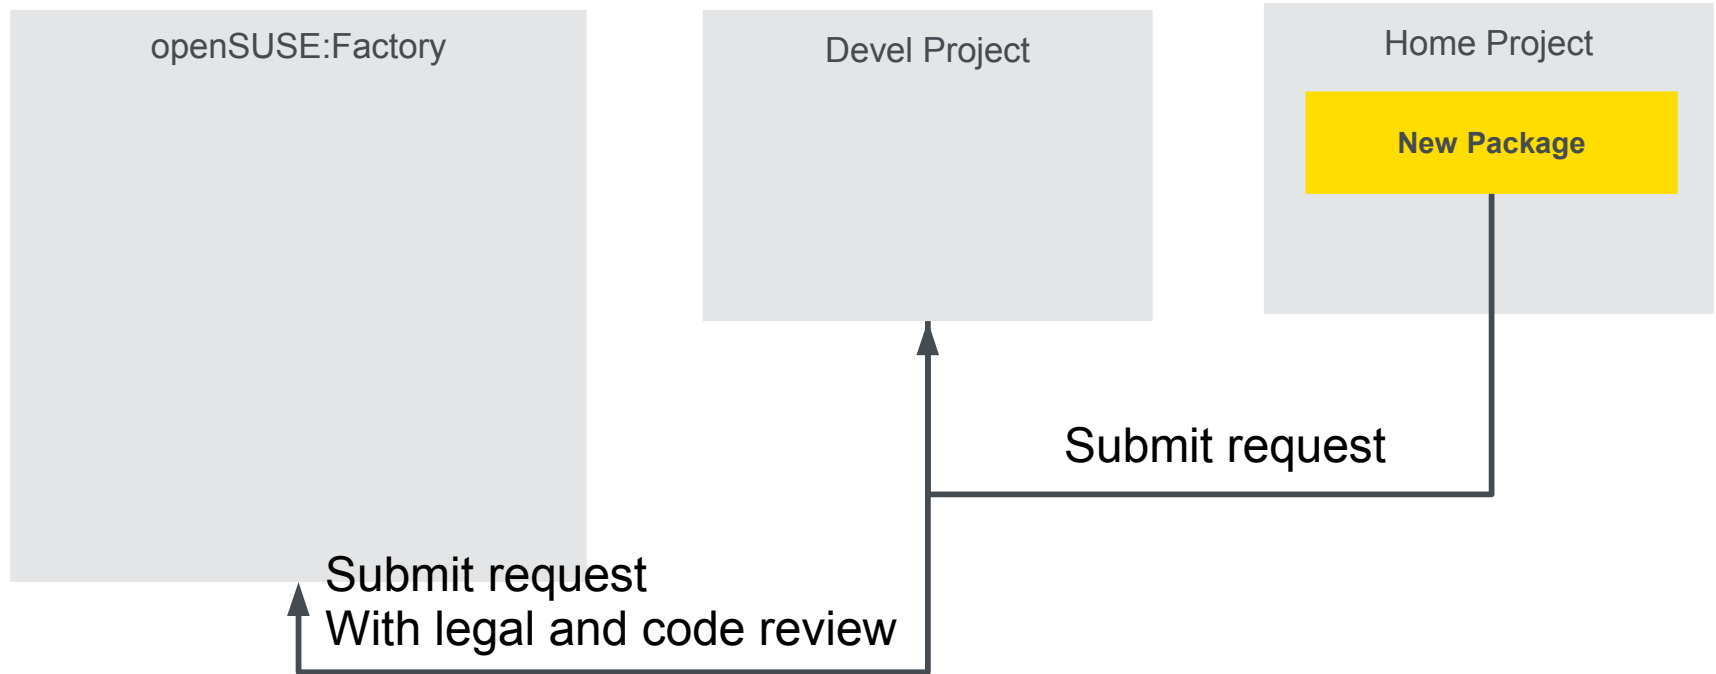 openSUSE:Factory
Devel Project
Home Project
New Package
Submit request
Submit request
With legal and code review